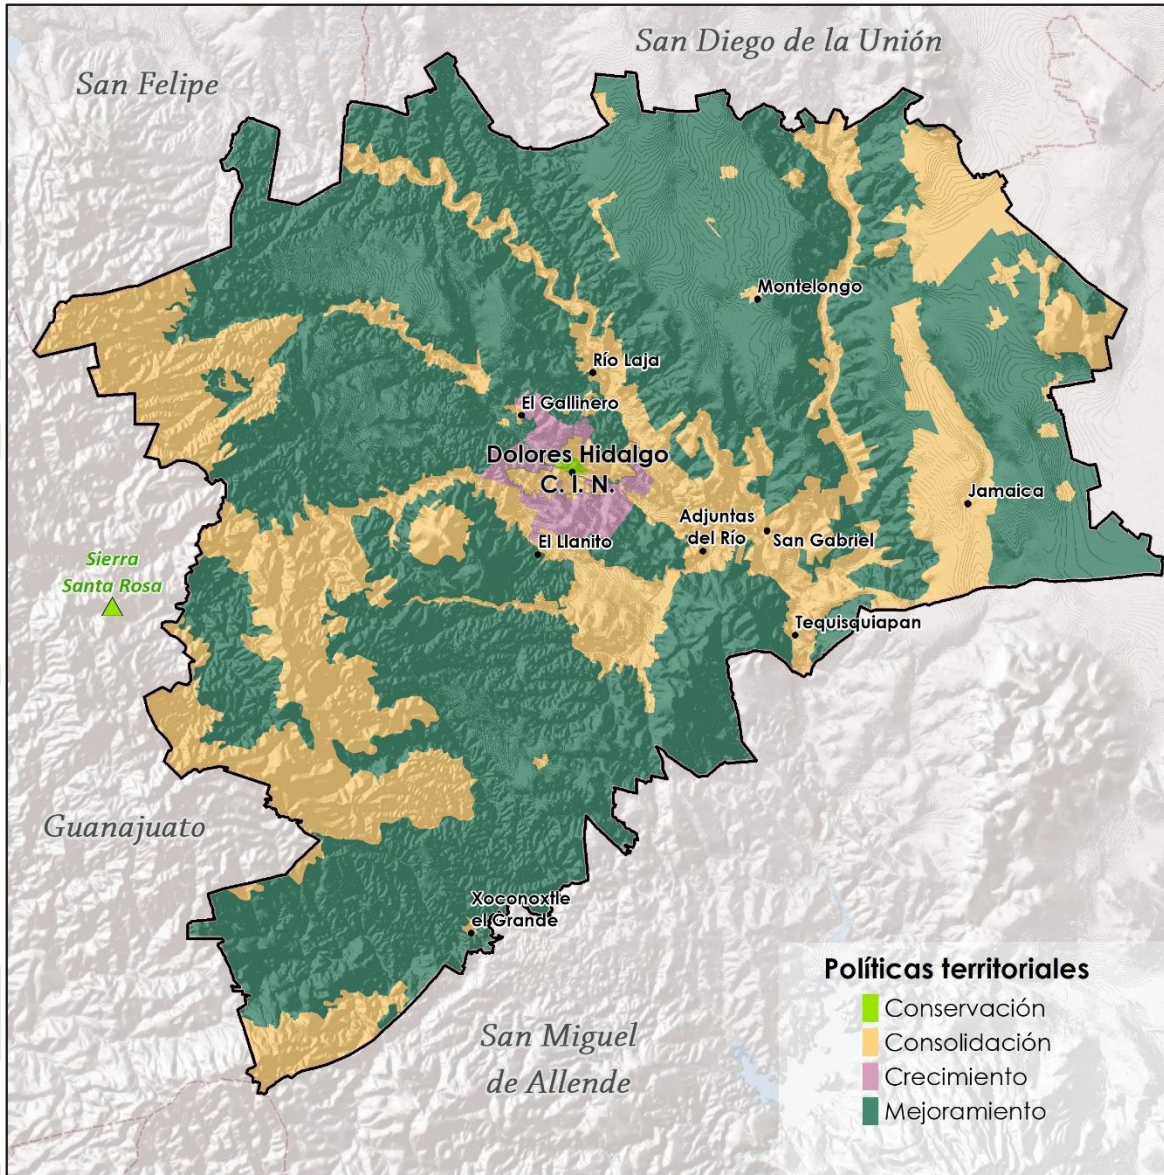 San Diego de la Unión
San Felipe
Montelongo
Río Laja
El Gallinero
Dolores Hidalgo
C. I. N.
Jamaica
Adjuntas
del Río
San Gabriel
El Llanito
Sierra
Santa Rosa
Tequisquiapan
Guanajuato
Xoconoxtle
el Grande
San Miguel
de Allende
Políticas territoriales
Conservación
Consolidación
Crecimiento
Mejoramiento